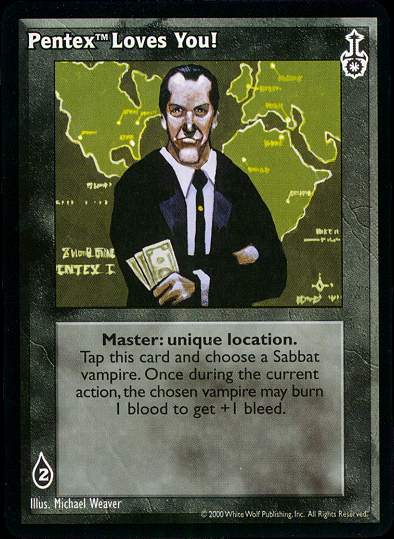 Pentex™ Loves You!
Master: unique location.
Tap this card and choose a Sabbat
vampire. Once during the current
action, the chosen vampire may burn
1 blood to get +1 bleed.
2
Illus. Michael Weaver
© 2000 White Wolf Publishing, Inc. All Rights Reserved.